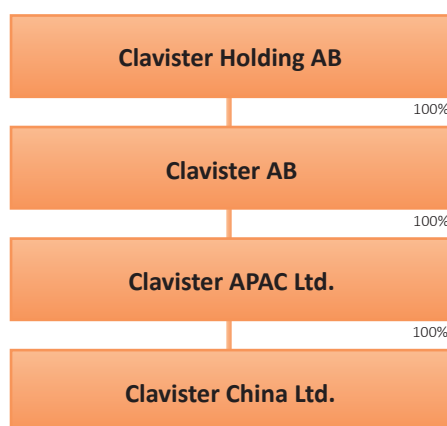 Clavister Holding AB
100%
Clavister AB
100%
Clavister APAC Ltd.
100%
Clavister China Ltd.